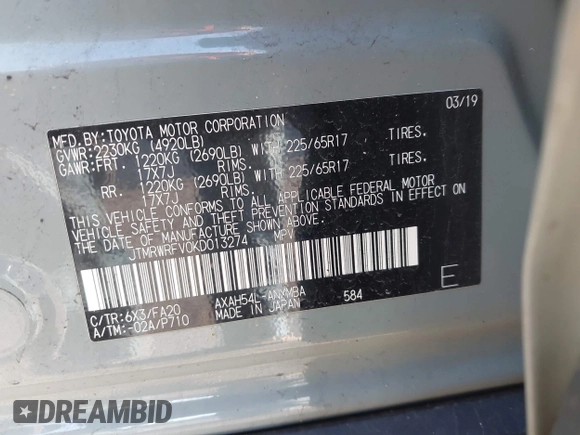 03/19
MFD.BY:TOYOTA MOTOR CORPORATION
GVWR:2230KG (4920LB)
GAWR:FRT. 1220KG (2690LB) WITH 225/65R17 TIRES.
17X7J RIMS.
RR. 1220KG (2690LB) WITH 225/65R17 TIRES.
17X7J RIMS.
THIS VEHICLE CONFORMS TO ALL APPLICABLE FEDERAL MOTOR
VEHICLE SAFETY AND THEFT PREVENTION STANDARDS IN EFFECT ON
THE DATE OF MANUFACTURE SHOWN ABOVE.
JTMRWRFV0KD013274 MPV
C/TR:6X3/FA20 AXAH54L-ANXMBA 584
A/TM:-02A/P710 MADE IN JAPAN
E
DREAMBID